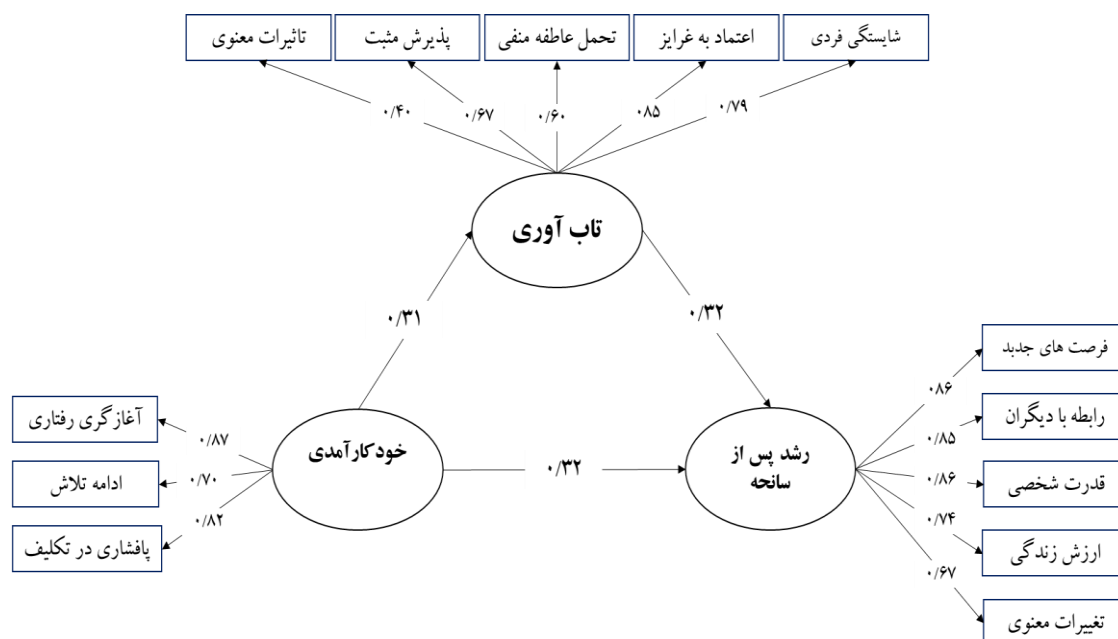 شایستگی فردی
اعتماد به غرایز
تحمل عاطفه منفی
پذیرش مثبت
تاثیرات معنوی
۰/۷۹
۰۸۵
۰/۶۰
۰/۶۷
۰/۴۰
تاب آوری
۰/۳۱
۰/۳۲
خودکارآمدی
۰/۳۲
رشد پس از
سانحه
آغازگری رفتاری
۰/۸۷
ادامه تلاش
۰/۷۰
پافشاری در تکلیف
۰/۸۲
فرصت های جدید
۰۸۶
رابطه با دیگران
۰/۸۵
قدرت شخصی
۰/۸۶
ارزش زندگی
۰/۷۴
تغییرات معنوی
۰/۶۷